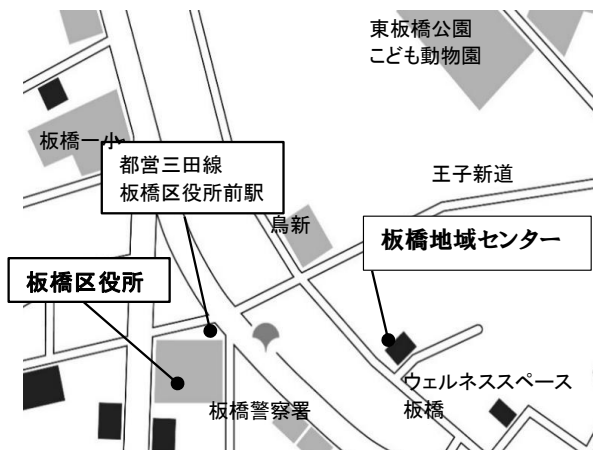 東板橋公園
こども動物園
板橋一小
都営三田線
板橋区役所前駅
王子新道
鳥新
板橋地域センター
板橋区役所
ウェルネススペース
板橋
板橋警察署